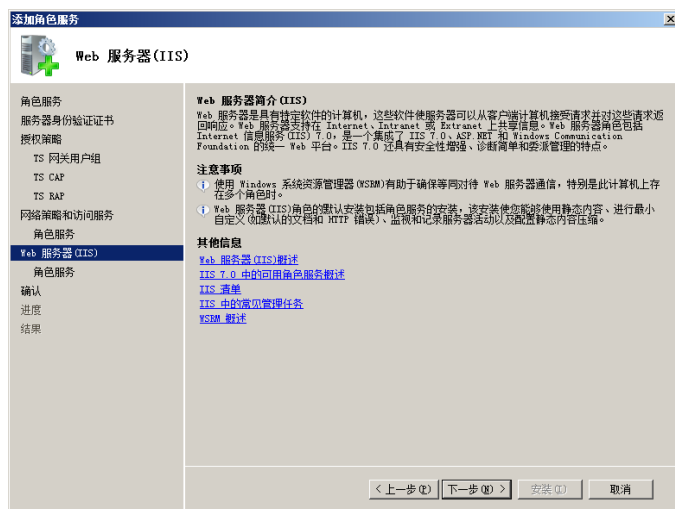 添加角色服务
Web 服务器(IIS)
角色服务
服务器身份验证证书
授权策略
TS 网关用户组
TS CAP
TS RAP
网络策略和访问服务
角色服务
Web 服务器(IIS)
角色服务
确认
进度
结果
Web 服务器简介(IIS)
Web 服务器是具有特定软件的计算机，这些软件使服务器可以从客户端计算机接受请求并对这些请求返
回响应。Web 服务器支持在 Internet、Intranet 或 Extranet 上共享信息。Web 服务器角色包括
Internet 信息服务(IIS) 7.0，是一个集成了 IIS 7.0、ASP.NET 和 Windows Communication
Foundation 的统一 Web 平台。IIS 7.0 还具有安全性增强、诊断简单和委派管理的特点。
注意事项
使用 Windows 系统资源管理器(WSRM)有助于确保等同对待 Web 服务器通信，特别是此计算机上存
在多个角色时。
Web 服务器(IIS)角色的默认安装包括角色服务的安装，该安装使您能够使用静态内容、进行最小
自定义(如默认的文档和 HTTP 错误)、监视和记录服务器活动以及配置静态内容压缩。
其他信息
Web 服务器(IIS)概述
IIS 7.0 中的可用角色服务概述
IIS 清单
IIS 中的常见管理任务
WSRM 概述
< 上一步(P)
下一步(N) >
安装(I)
取消